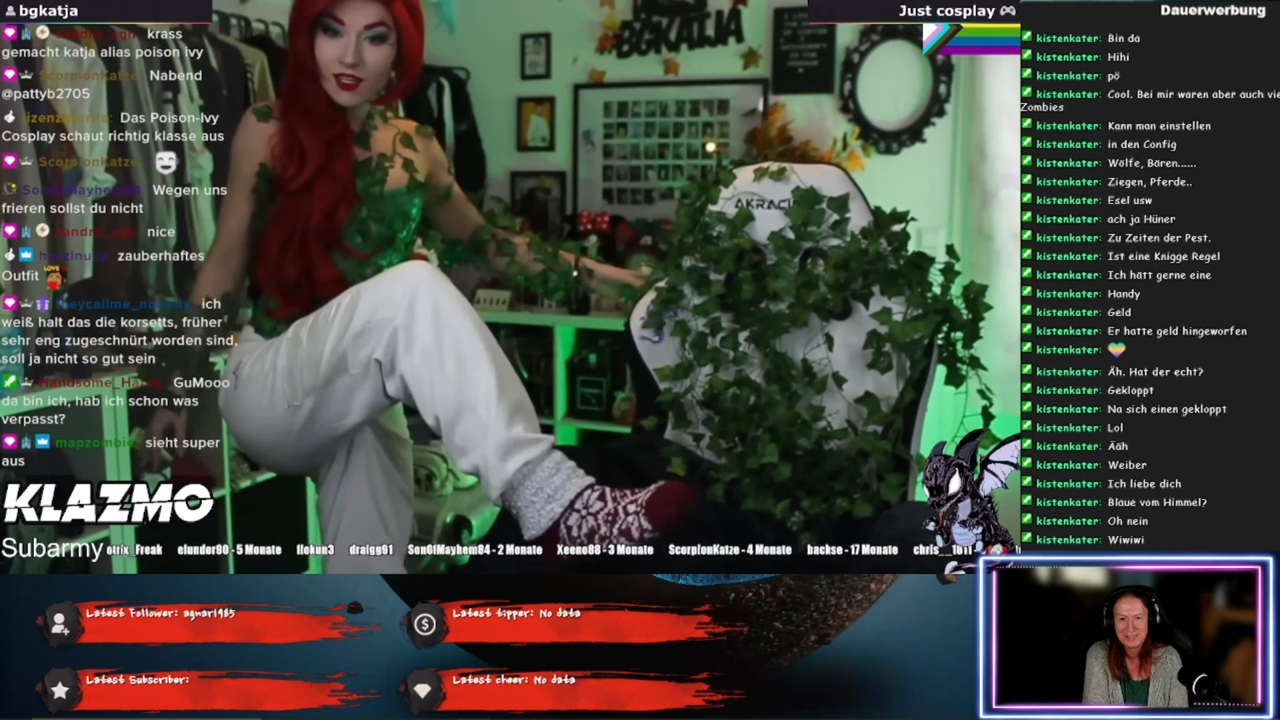 bgkatja
Just cosplay
Dauerwerbung
BGKATJA
AKRACING
krass
gemacht katja alias poison ivy
ScorpionKatze: Nabend
@pattyb2705
Das Poison-Ivy
Cosplay schaut richtig klasse aus
ScorpionKatze:
Wegen uns
frieren sollst du nicht
nice
zauberhaftes
Outfit
LOVE
ich
weiß halt das die korsetts, früher
sehr eng zugeschnürt worden sind,
soll ja nicht so gut sein
GuMooo
da bin ich, hab ich schon was
verpasst?
mapzombie: sieht super
aus
KLAZMO
Subarmy otrix_Freak elunder90 - 5 Monate flokun3 draigg91 SonOfMayhem84 - 2 Monate Xeeno88 - 3 Monate ScorpionKatze - 4 Monate backse - 17 Monate chris__1811
kistenkater: Bin da
kistenkater: Hihi
kistenkater: pö
kistenkater: Cool. Bei mir waren aber auch vie
Zombies
kistenkater: Kann man einstellen
kistenkater: in den Config
kistenkater: Wölfe, Bären......
kistenkater: Ziegen, Pferde..
kistenkater: Esel usw
kistenkater: ach ja Hüner
kistenkater: Zu Zeiten der Pest.
kistenkater: Ist eine Knigge Regel
kistenkater: Ich hätt gerne eine
kistenkater: Handy
kistenkater: Geld
kistenkater: Er hatte geld hingeworfen
kistenkater:
kistenkater: Äh. Hat der echt?
kistenkater: Gekloppt
kistenkater: Na sich einen gekloppt
kistenkater: Lol
kistenkater: Ääh
kistenkater: Weiber
kistenkater: Ich liebe dich
kistenkater: Blaue vom Himmel?
kistenkater: Oh nein
kistenkater: Wiwiwi
Latest Follower: agnar1985
Latest tipper: No data
Latest Subscriber:
Latest cheer: No data